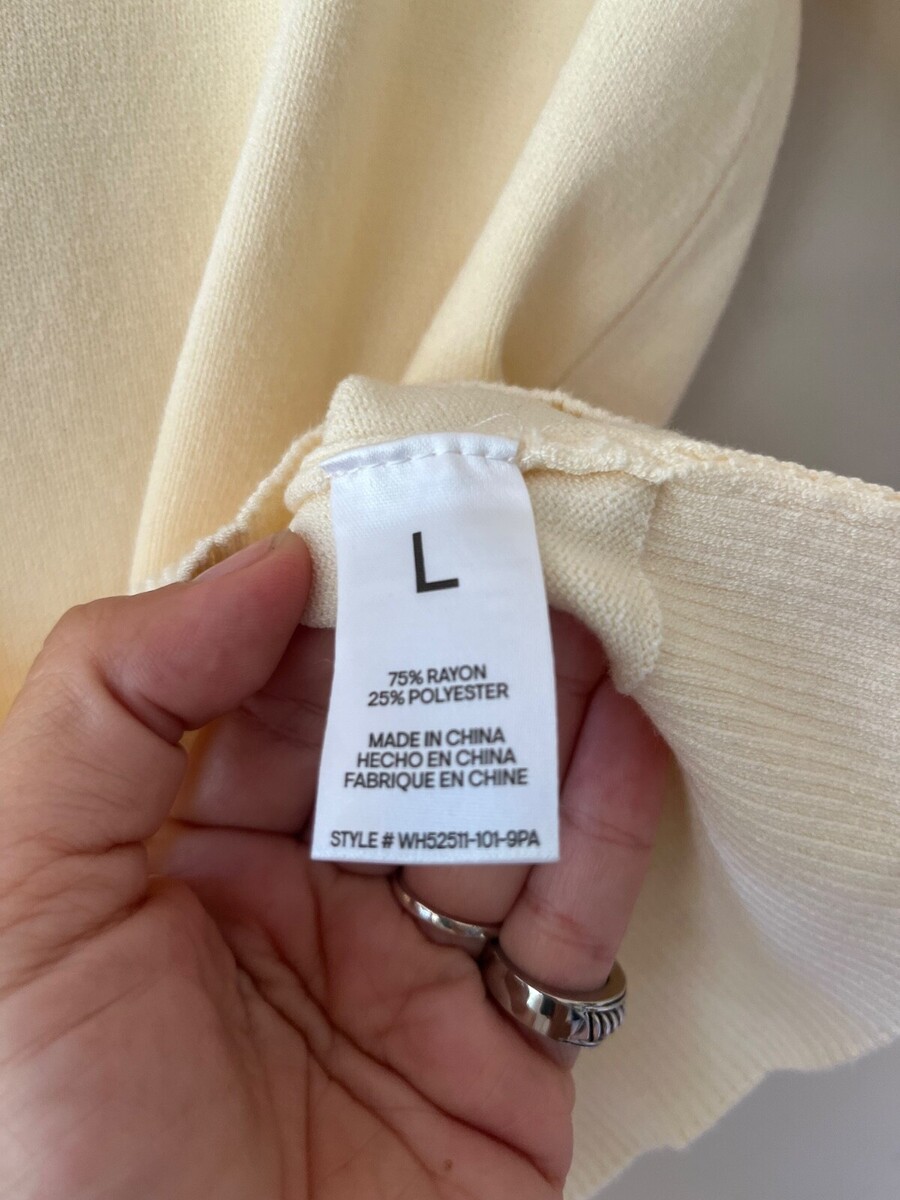 L
75% RAYON
25% POLYESTER
MADE IN CHINA
HECHO EN CHINA
FABRIQUE EN CHINE
STYLE # WH52511-101-9PA